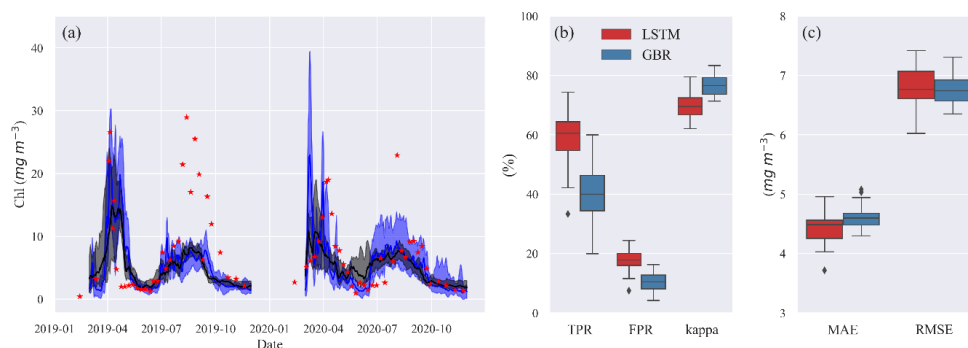 (a)
40
30
20
10
0
Chl (mg m⁻³)
2019-01 2019-04 2019-07 2019-10 2020-01 2020-04 2020-07 2020-10
Date
(b)
LSTM
GBR
100
80
60
40
20
0
(%)
TPR FPR kappa
(c)
8
7
6
5
4
3
(mg m⁻³)
MAE RMSE